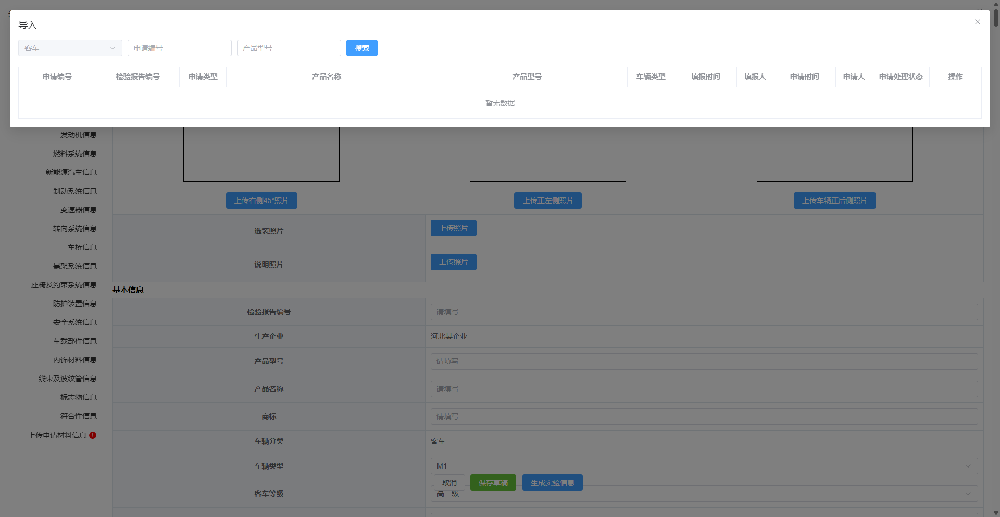 导入
客车 申请编号 产品型号 搜索
申请编号 检验报告编号 申请类型 产品名称 产品型号 车辆类型 填报时间 填报人 申请时间 申请人 申请处理状态 操作
暂无数据
发动机信息
燃料系统信息
新能源汽车信息
制动系统信息
变速器信息
转向系统信息
车桥信息
悬架系统信息
座椅及约束系统信息
防护装置信息
安全系统信息
车载部件信息
内饰材料信息
线束及波纹管信息
标志物信息
符合性信息
上传申请材料信息
上传右侧45°照片 上传正左侧照片 上传车辆正后侧照片
选装照片 上传照片
说明照片 上传照片
基本信息
检验报告编号 请填写
生产企业 河北某企业
产品型号 请填写
产品名称 请填写
商标 请填写
车辆分类 客车
车辆类型 M1
取消 保存草稿 生成实验信息
客车等级 高一级